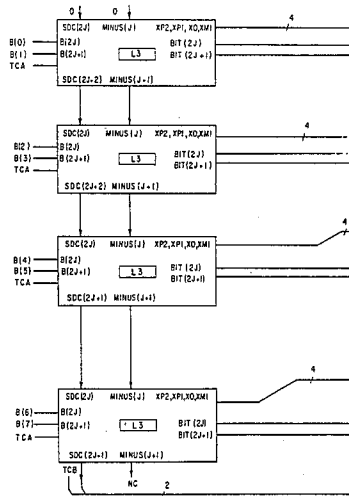 0 0
4
SDC(2J) MINUS(J) XP2,XP1,X0,XM1
B(0) B(2J) BIT(2J)
B(1) B(2J+1) L3 BIT(2J+1)
TCA
SDC(2J+2) MINUS(J+1)
4
SDC(2J) MINUS(J) XP2,XP1,X0,XM1
B(2) B(2J) BIT(2J)
B(3) B(2J+1) L3 BIT(2J+1)
TCA
SDC(2J+2) MINUS(J+1)
4
SDC(2J) MINUS(J) XP2,XP1,X0,XM1
B(4) B(2J) BIT(2J)
B(5) B(2J+1) L3 BIT(2J+1)
TCA
SDC(2J+1) MINUS(J+1)
4
SDC(2J) MINUS(J) XP2,XP1,X0,XM1
B(6) B(2J) BIT(2J)
B(7) B(2J+1) L3 BIT(2J+1)
TCA
SDC(2J+1) MINUS(J+1)
TCB NC 2